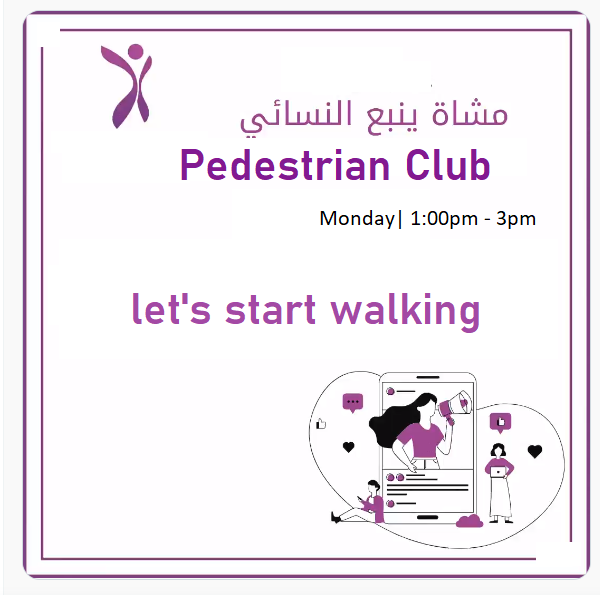 مشاة ينبع النسائي
Pedestrian Club
Monday| 1:00pm - 3pm
let's start walking